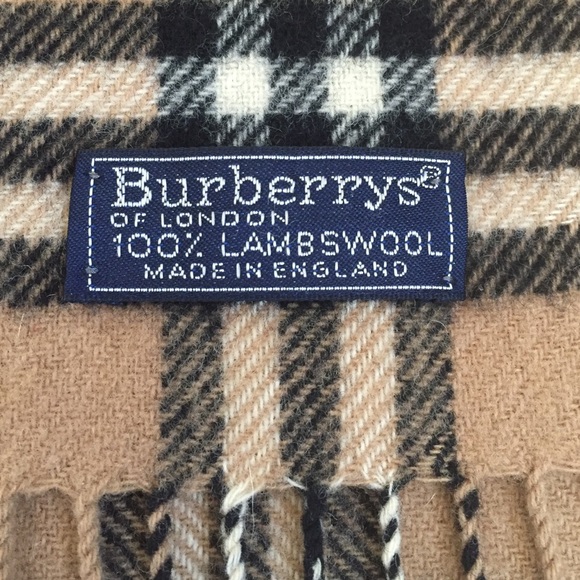 Burberrys®
OF LONDON
100% LAMBSWOOL
MADE IN ENGLAND